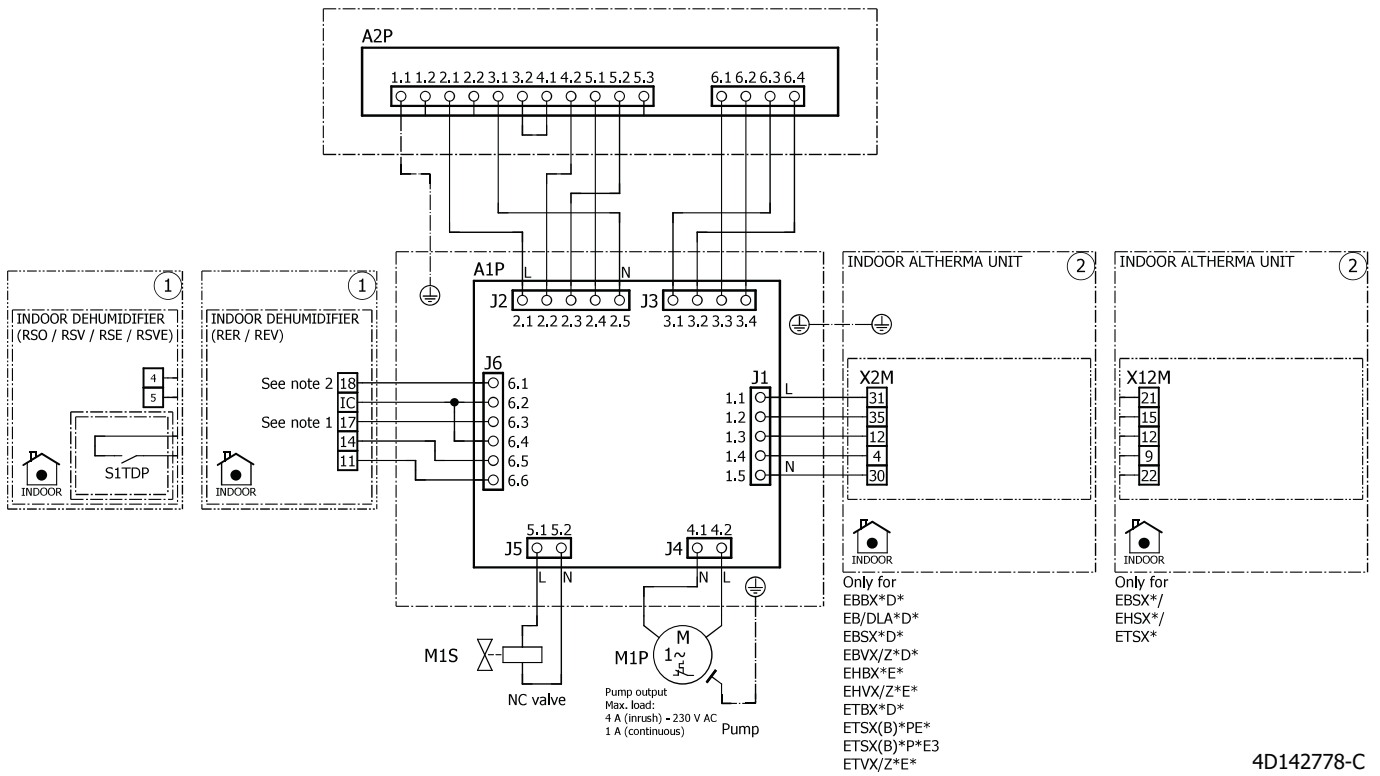 A2P
1.1 1.2 2.1 2.2 3.1 3.2 4.1 4.2 5.1 5.2 5.3
6.1 6.2 6.3 6.4
1
INDOOR DEHUMIDIFIER
(RSO / RSV / RSE / RSVE)
4
5
S1TDP
INDOOR
1
INDOOR DEHUMIDIFIER
(RER / REV)
See note 2
18
IC
See note 1
17
14
11
INDOOR
A1P
L
N
J2
2.1 2.2 2.3 2.4 2.5
J3
3.1 3.2 3.3 3.4
J6
6.1
6.2
6.3
6.4
6.5
6.6
J1
L
1.1
1.2
1.3
1.4
1.5
N
5.1 5.2
J5
L
N
4.1 4.2
J4
N
L
M1S
NC valve
M1P
M
1~
Pump output
Max. load:
4 A (inrush) - 230 V AC
1 A (continuous)
Pump
INDOOR ALTHERMA UNIT
2
X2M
31
35
12
4
30
INDOOR
Only for
EBBX*D*
EB/DLA*D*
EBSX*D*
EBVX/Z*D*
EHBX*E*
EHVX/Z*E*
ETBX*D*
ETSX(B)*PE*
ETSX(B)*P*E3
ETVX/Z*E*
INDOOR ALTHERMA UNIT
2
X12M
21
15
12
9
22
INDOOR
Only for
EBSX*/
EHSX*/
ETSX*
4D142778-C